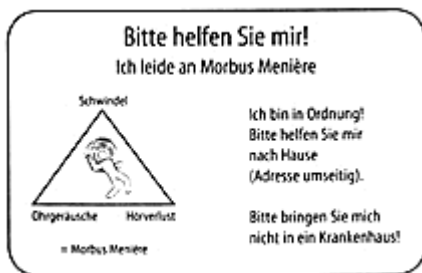 Bitte helfen Sie mir!
Ich leide an Morbus Menière
Schwindel
Ohrgeräusche Hörverlust
= Morbus Menière
Ich bin in Ordnung!
Bitte helfen Sie mir
nach Hause
(Adresse umseitig).
Bitte bringen Sie mich
nicht in ein Krankenhaus!